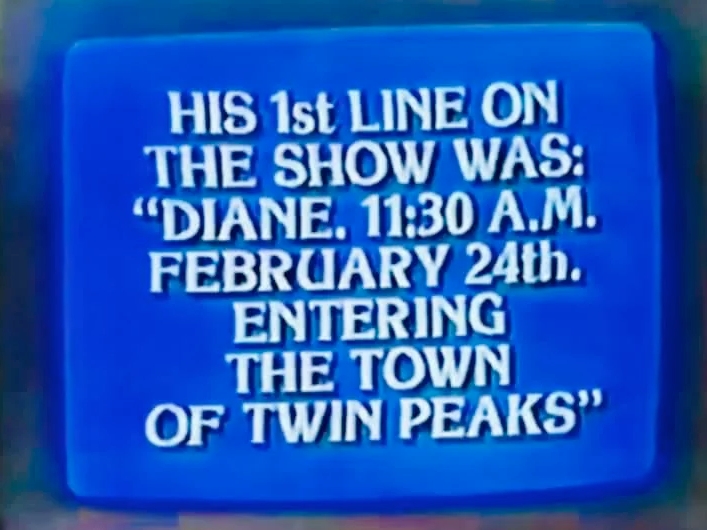 HIS 1st LINE ON
THE SHOW WAS:
“DIANE. 11:30 A.M.
FEBRUARY 24th.
ENTERING
THE TOWN
OF TWIN PEAKS”